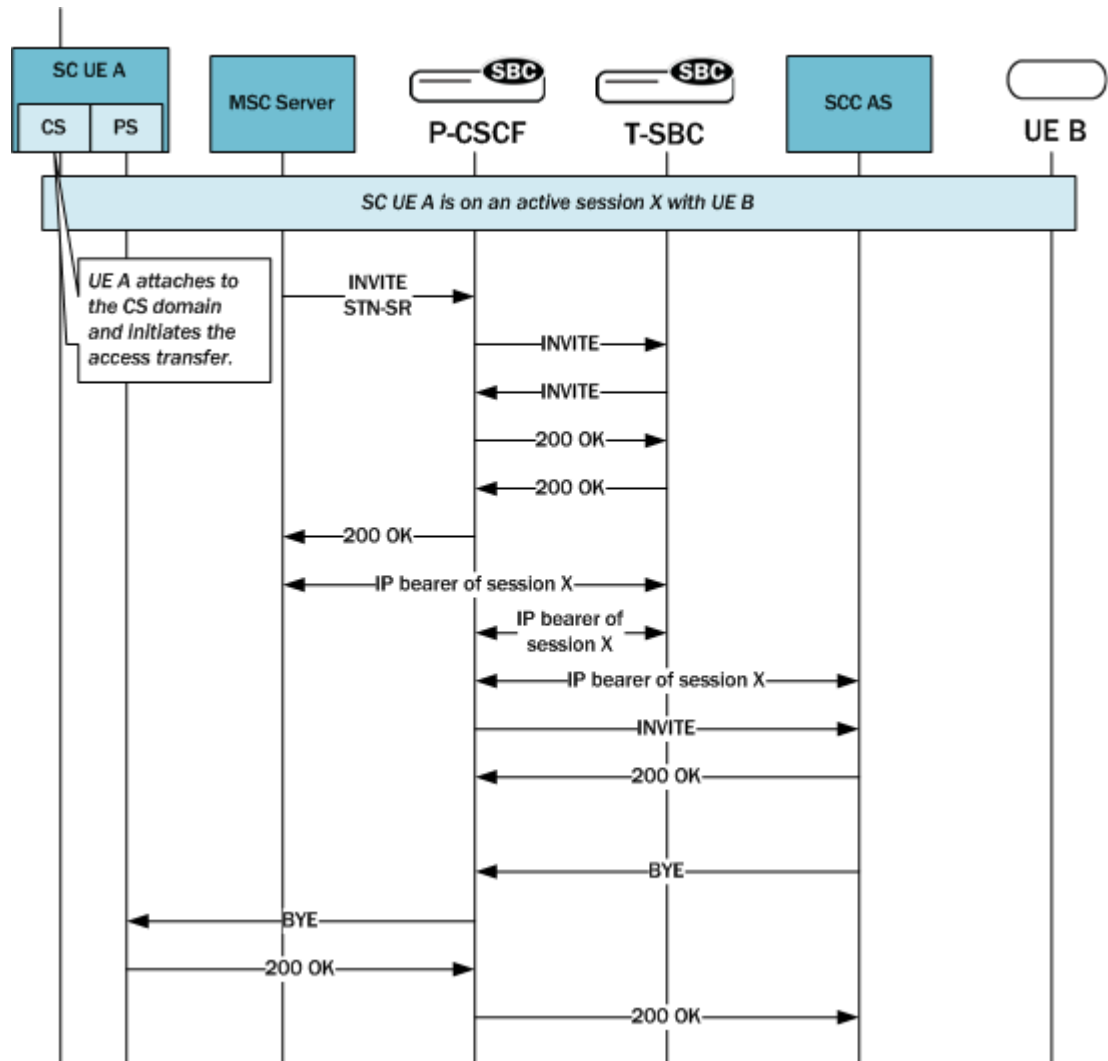 SC UE A
CS
PS
MSC Server
SBC
P-CSCF
SBC
T-SBC
SCC AS
UE B
SC UE A is on an active session X with UE B
UE A attaches to
the CS domain
and initiates the
access transfer.
INVITE
STN-SR
INVITE
INVITE
200 OK
200 OK
200 OK
IP bearer of session X
IP bearer of
session X
IP bearer of session X
INVITE
200 OK
BYE
BYE
200 OK
200 OK